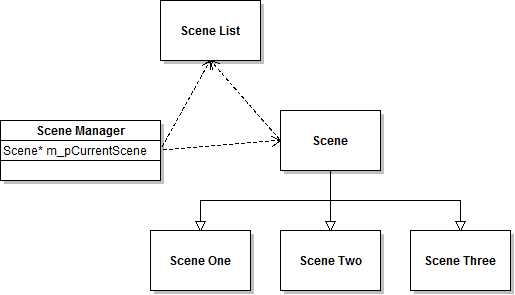 Scene List
Scene Manager
Scene* m_pCurrentScene
Scene
Scene One
Scene Two
Scene Three